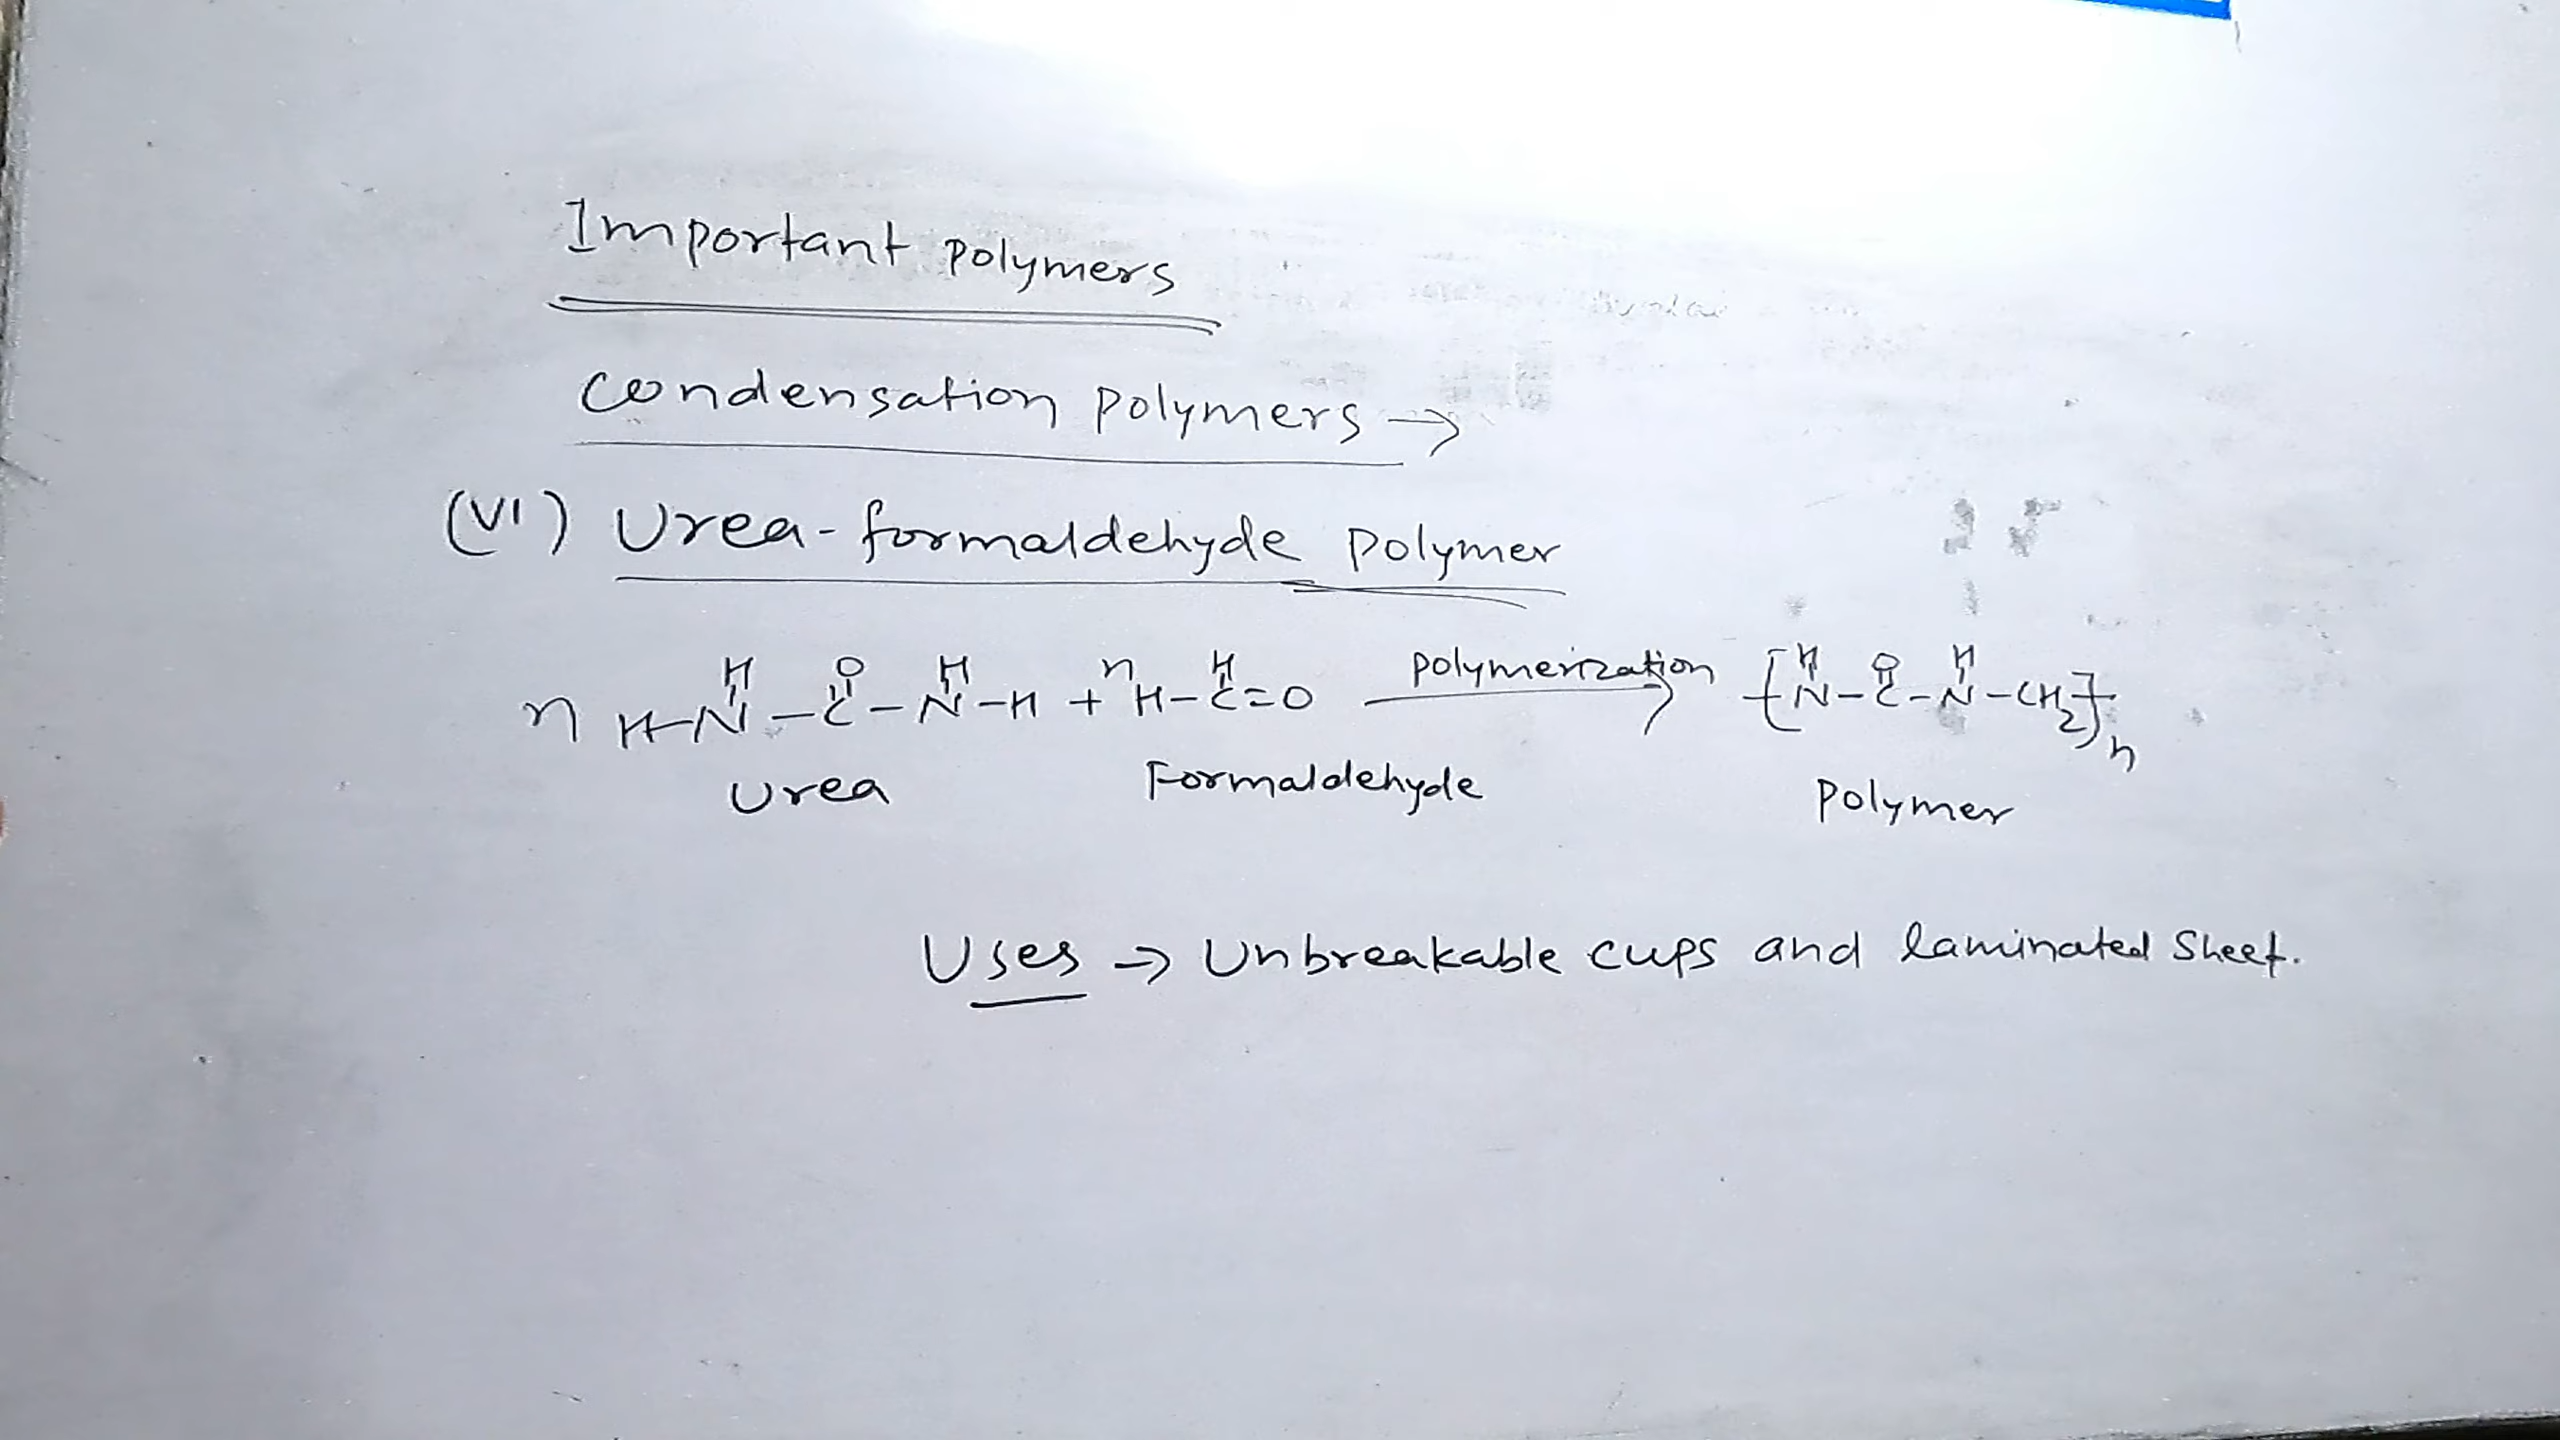 Important Polymers
Condensation Polymers →
(VI) Urea-formaldehyde Polymer
H O H n H
n H-N-C-N-H + H-C=O polymerization → [N-C-N-CH2]n
H O H
Urea Formaldehyde Polymer
Uses → Unbreakable cups and laminated Sheet.